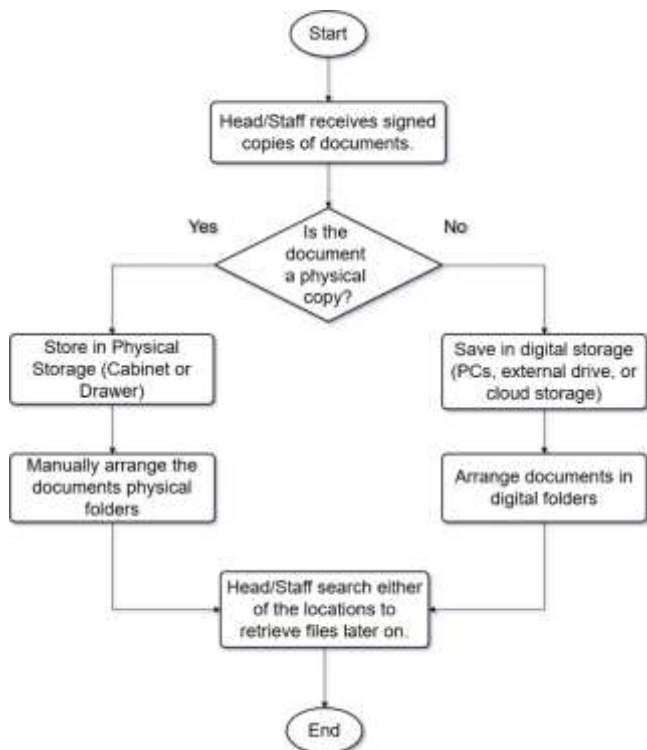 Start
Head/Staff receives signed
copies of documents.
Yes
No
Is the
document
a physical
copy?
Store in Physical
Storage (Cabinet or
Drawer)
Save in digital storage
(PCs, external drive, or
cloud storage)
Manually arrange the
documents physical
folders
Arrange documents in
digital folders
Head/Staff search either
of the locations to
retrieve files later on.
End